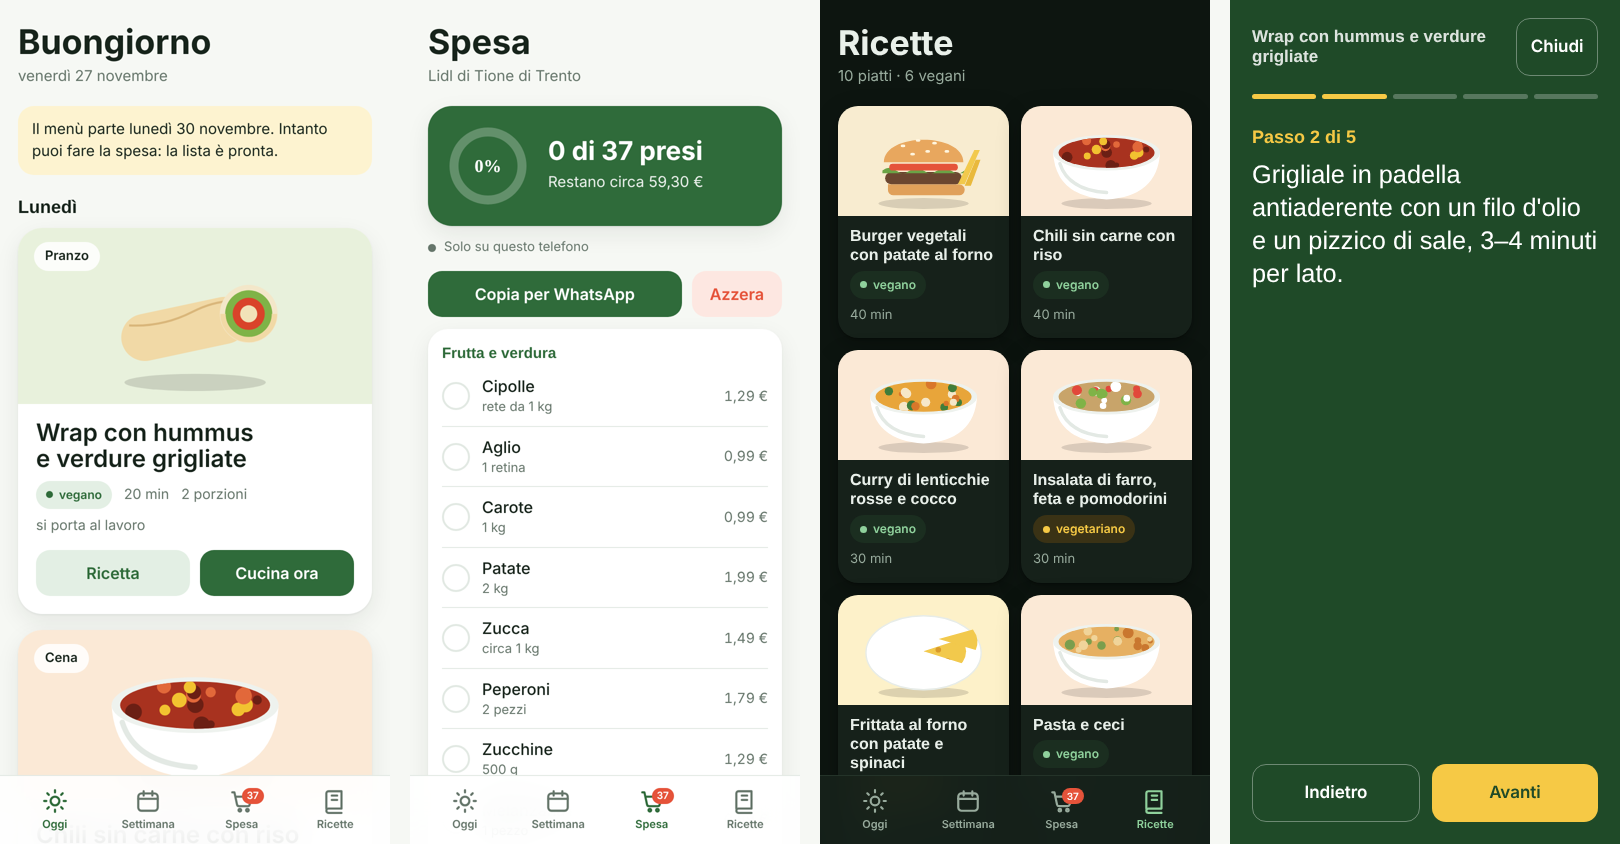 Buongiorno
venerdì 27 novembre
Il menù parte lunedì 30 novembre. Intanto
puoi fare la spesa: la lista è pronta.
Lunedì
Pranzo
Wrap con hummus
e verdure grigliate
vegano
20 min
2 porzioni
si porta al lavoro
Ricetta
Cucina ora
Cena
Chili sin carne con riso
Oggi
Settimana
37
Spesa
Ricette
Spesa
Lidl di Tione di Trento
0%
0 di 37 presi
Restano circa 59,30 €
Solo su questo telefono
Copia per WhatsApp
Azzera
Frutta e verdura
Cipolle
rete da 1 kg
1,29 €
Aglio
1 retina
0,99 €
Carote
1 kg
0,99 €
Patate
2 kg
1,99 €
Zucca
circa 1 kg
1,49 €
Peperoni
2 pezzi
1,79 €
Zucchine
500 g
1,29 €
Oggi
Settimana
37
Spesa
Ricette
Ricette
10 piatti · 6 vegani
Burger vegetali
con patate al forno
vegano
40 min
Chili sin carne con
riso
vegano
40 min
Curry di lenticchie
rosse e cocco
vegano
30 min
Insalata di farro,
feta e pomodorini
vegetariano
30 min
Frittata al forno
con patate e
spinaci
Pasta e ceci
vegano
Oggi
Settimana
37
Spesa
Ricette
Wrap con hummus e verdure
grigliate
Chiudi
Passo 2 di 5
Grigliale in padella
antiaderente con un filo d'olio
e un pizzico di sale, 3–4 minuti
per lato.
Indietro
Avanti